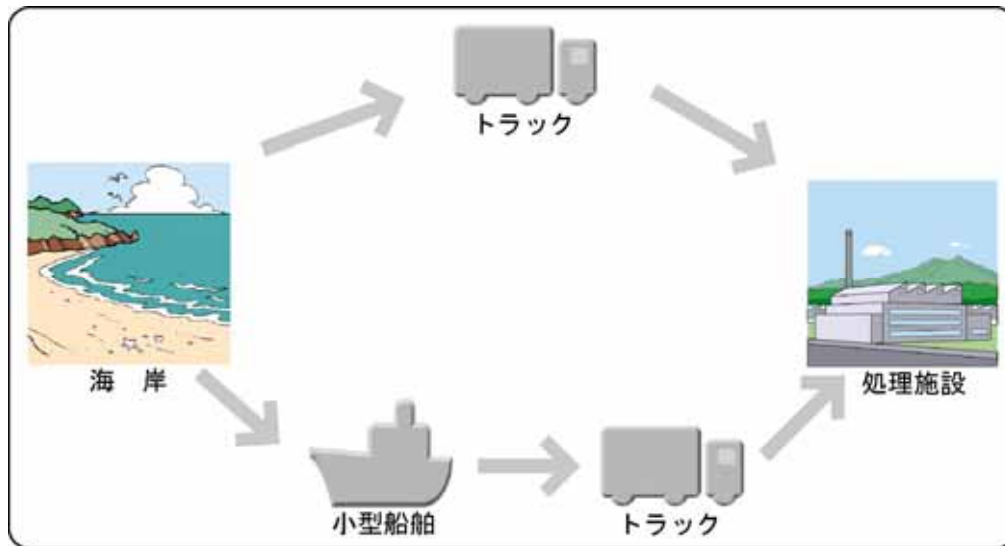 トラック
海　岸
処理施設
小型船舶
トラック